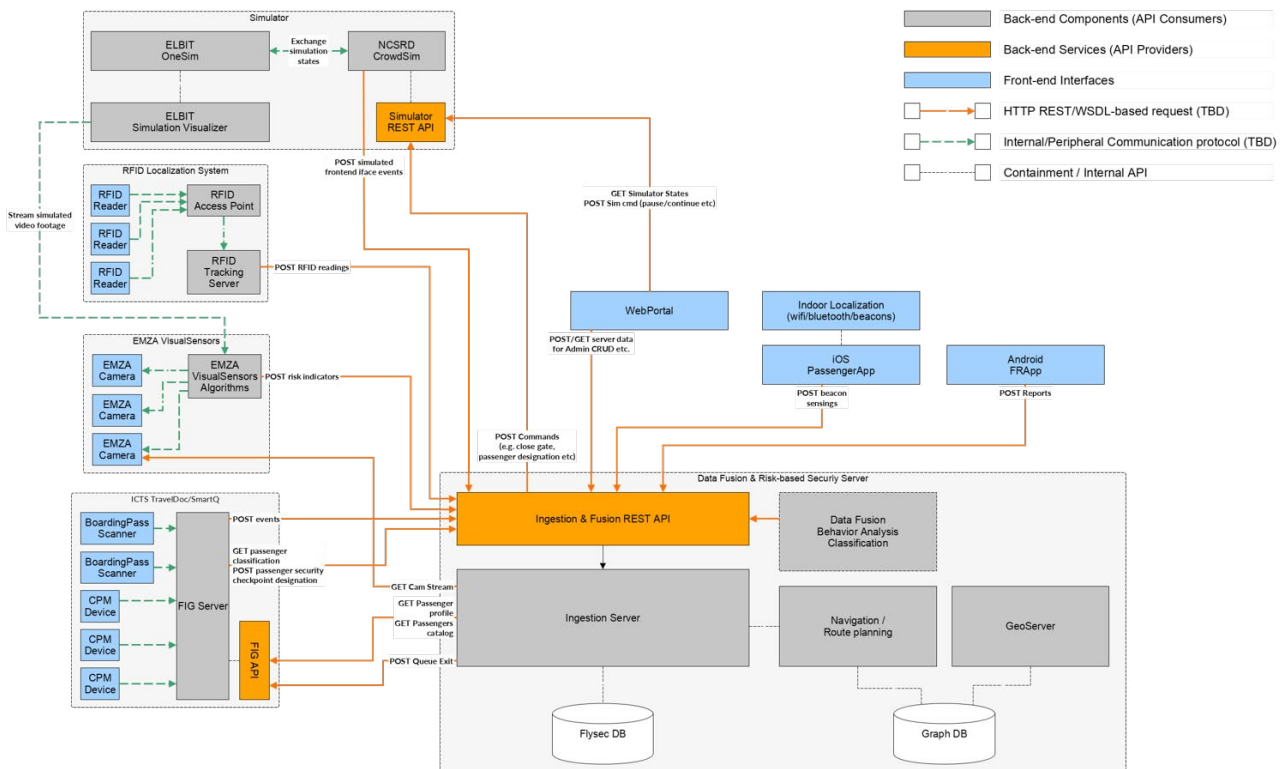 Simulator
ELBIT
OneSim
Exchange
simulation
states
NCSRD
CrowdSim
ELBIT
Simulation Visualizer
Simulator
REST API
Back-end Components (API Consumers)
Back-end Services (API Providers)
Front-end Interfaces
HTTP REST/WSDL-based request (TBD)
Internal/Peripheral Communication protocol (TBD)
Containment / Internal API
POST simulated
frontend iface events
GET Simulator States
POST Sim cmd (pause/continue etc)
Stream simulated
video footage
RFID Localization System
RFID
Reader
RFID
Reader
RFID
Reader
RFID
Access Point
RFID
Tracking
Server
POST RFID readings
WebPortal
Indoor Localization
(wifi/bluetooth/beacons)
POST/GET server data
for Admin CRUD etc.
iOS
PassengerApp
Android
FRApp
POST beacon
sensings
POST Reports
EMZA VisualSensors
EMZA
Camera
EMZA
Camera
EMZA
Camera
EMZA
VisualSensors
Algorithms
POST risk indicators
POST Commands
(e.g. close gate,
passenger designation etc)
Data Fusion & Risk-based Securiy Server
Ingestion & Fusion REST API
Data Fusion
Behavior Analysis
Classification
ICTS TravelDoc/SmartQ
BoardingPass
Scanner
BoardingPass
Scanner
CPM
Device
CPM
Device
CPM
Device
FIG Server
FIG API
POST events
GET passenger
classification
POST passenger security
checkpoint designation
GET Cam Stream
GET Passenger
profile
GET Passengers
catalog
POST Queue Exit
Ingestion Server
Navigation /
Route planning
GeoServer
Flysec DB
Graph DB